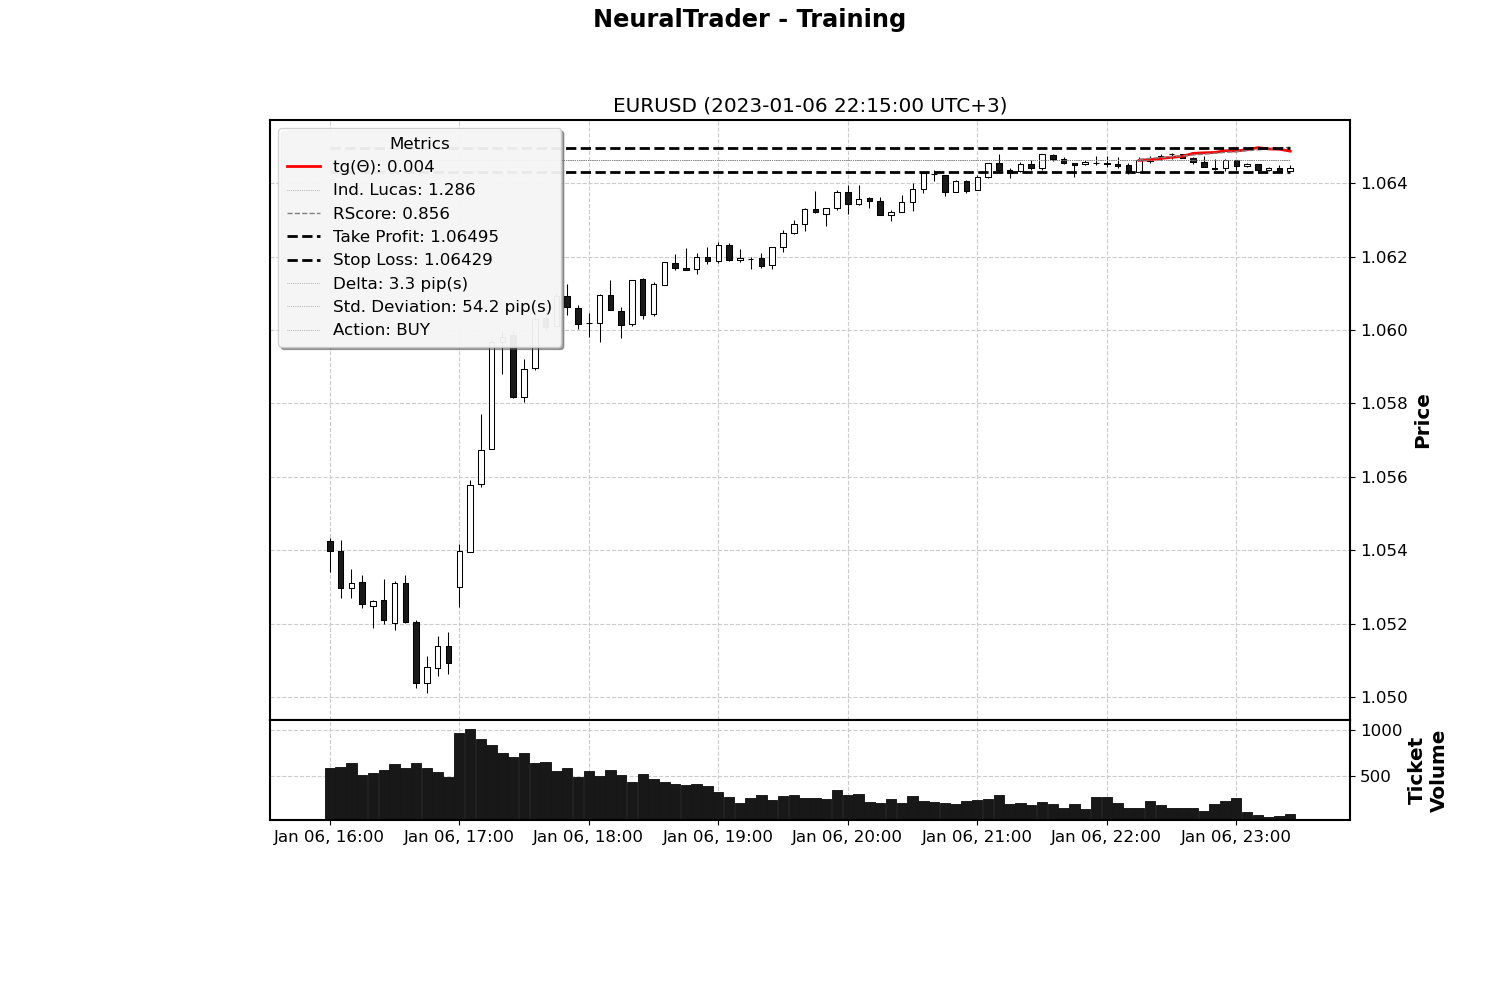 NeuralTrader - Training
EURUSD (2023-01-06 22:15:00 UTC+3)
Metrics
tg(Θ): 0.004
Ind. Lucas: 1.286
RScore: 0.856
Take Profit: 1.06495
Stop Loss: 1.06429
Delta: 3.3 pip(s)
Std. Deviation: 54.2 pip(s)
Action: BUY
1.064
1.062
1.060
1.058
1.056
1.054
1.052
1.050
Price
1000
500
Ticket
Volume
Jan 06, 16:00
Jan 06, 17:00
Jan 06, 18:00
Jan 06, 19:00
Jan 06, 20:00
Jan 06, 21:00
Jan 06, 22:00
Jan 06, 23:00